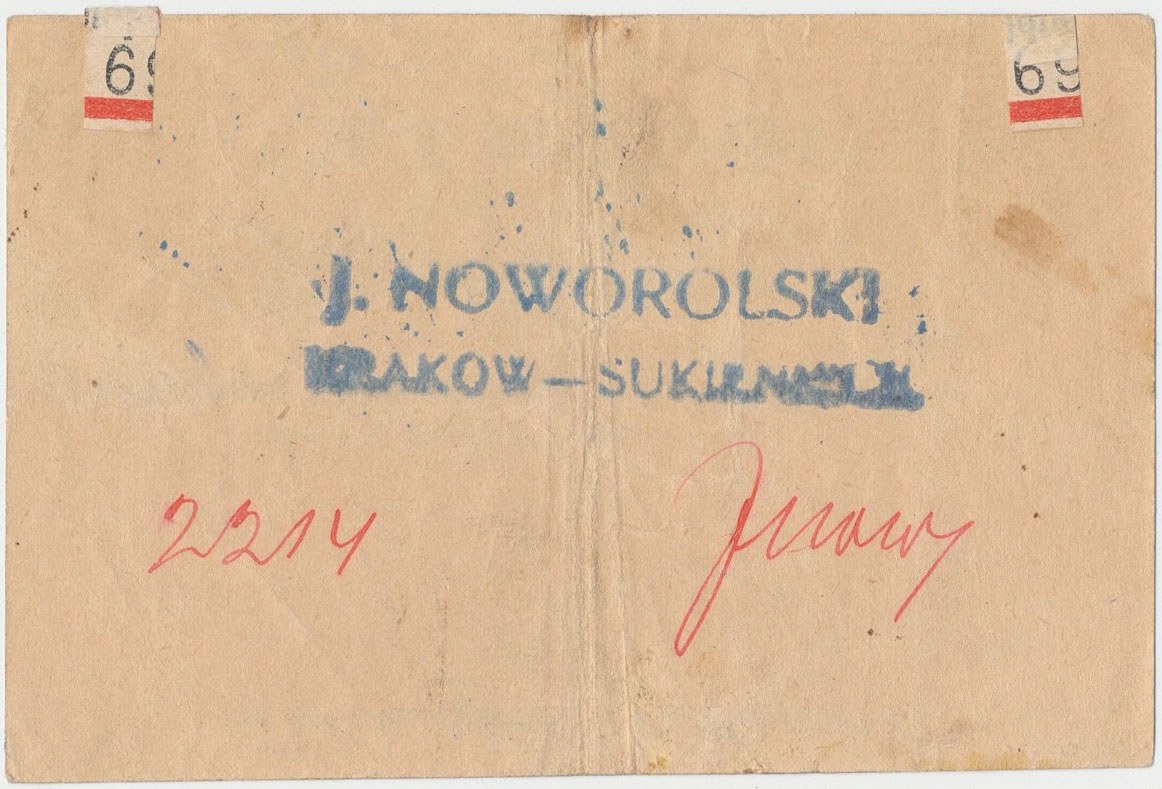 69 69
J. NOWOROLSKI
KRAKOW — SUKIENNICE
2214